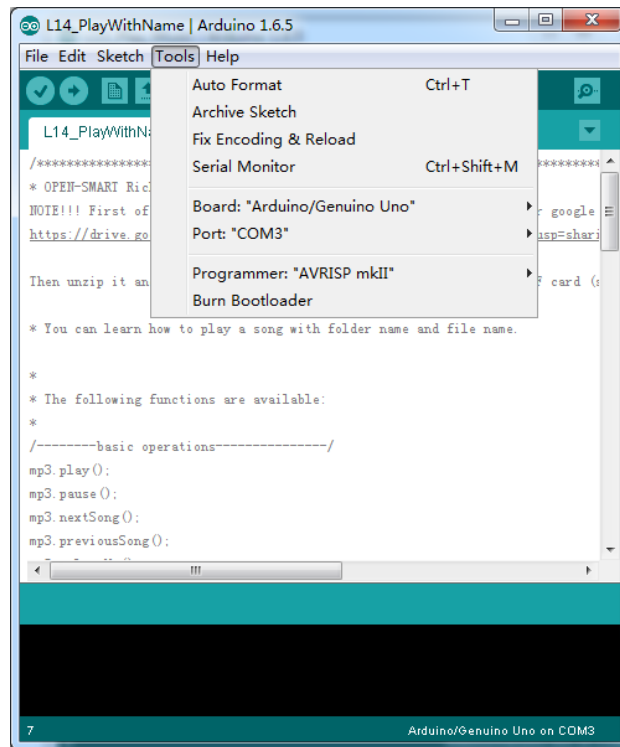 L14_PlayWithName | Arduino 1.6.5
File Edit Sketch Tools Help
Auto Format Ctrl+T
Archive Sketch
Fix Encoding & Reload
Serial Monitor Ctrl+Shift+M
Board: "Arduino/Genuino Uno"
Port: "COM3"
Programmer: "AVRISP mkII"
Burn Bootloader
L14_PlayWithN
/***************
* OPEN-SMART
NOTE!!! First of google
https://drive.go usp=shari
Then unzip it an card
* You can learn how to play a song with folder name and file name.
*
* The following functions are available:
*
/--------basic operations---------------/
mp3.play();
mp3.pause();
mp3.nextSong();
mp3.previousSong();
7 Arduino/Genuino Uno on COM3